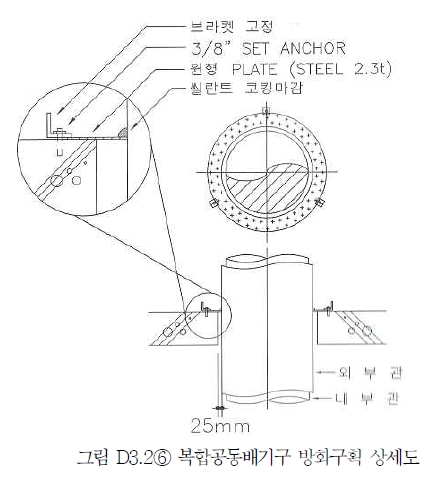 브라켓 고정
3/8" SET ANCHOR
원형 PLATE (STEEL 2.3t)
씰란트 코킹마감
외부관
내부관
25mm
그림 D3.2⑥ 복합공동배기구 방화구획 상세도